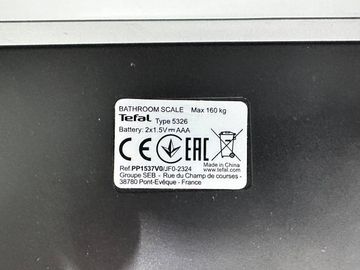 BATHROOM SCALE Max 160 kg
Tefal Type 5326
Battery: 2x1.5V⎓AAA
CE EAC
Ref.PP1537V0/JF0-2324 Made in China
Groupe SEB - Rue du Champ de courses - www.tefal.com
38780 Pont-Evêque - France